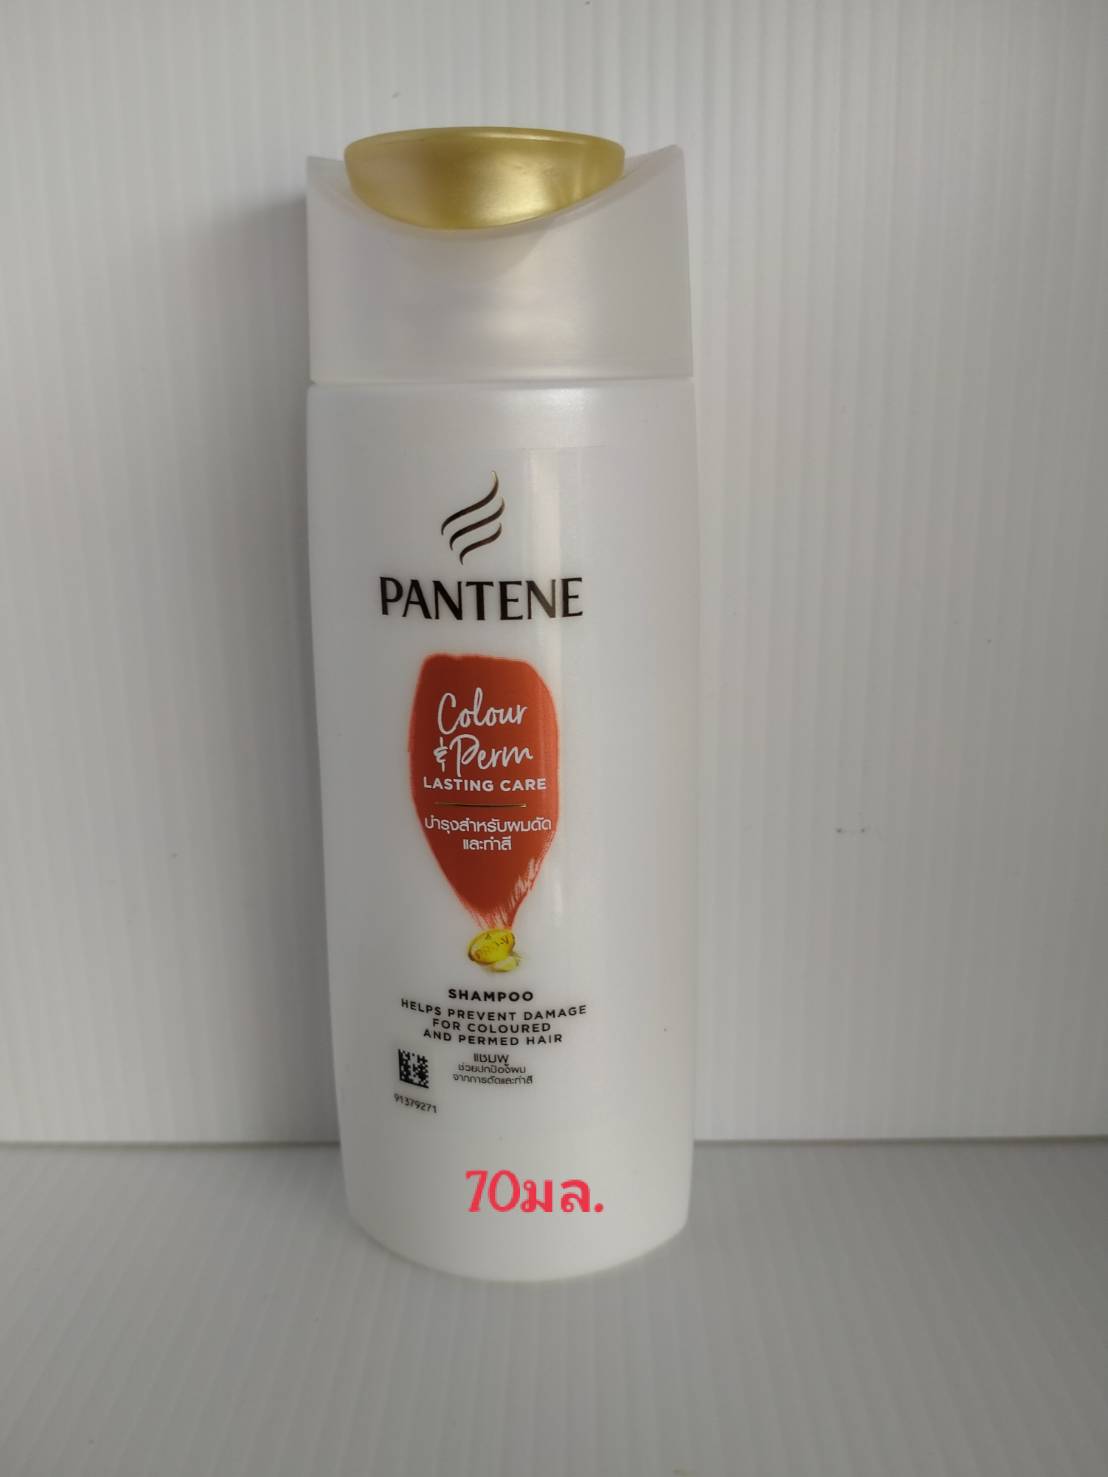 PANTENE
Colour
& Perm
LASTING CARE
บำรุงสำหรับผมดัด
และทำสี
SHAMPOO
HELPS PREVENT DAMAGE
FOR COLOURED
AND PERMED HAIR
แชมพู
ช่วยปกป้องผม
จากการดัดและทำสี
91379271
70มล.